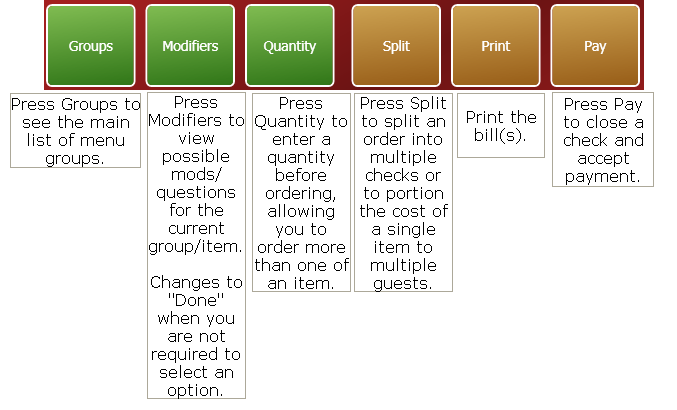 Groups
Modifiers
Quantity
Split
Print
Pay
Press Groups to
see the main
list of menu
groups.
Press
Modifiers to
view
possible
mods/
questions
for the
current
group/item.
Changes to
"Done"
when you
are not
required to
select an
option.
Press
Quantity to
enter a
quantity
before
ordering,
allowing
you to
order more
than one of
an item.
Press Split
to split an
order into
multiple
checks or
to portion
the cost of
a single
item to
multiple
guests.
Print the
bill(s).
Press Pay
to close a
check and
accept
payment.